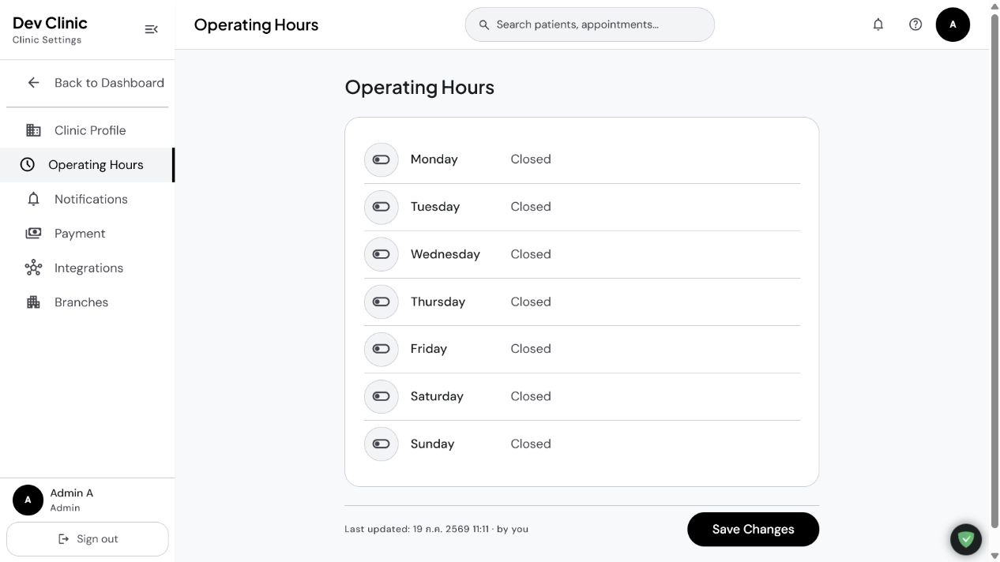 Dev Clinic
Clinic Settings
Operating Hours
Search patients, appointments...
A
Back to Dashboard
Clinic Profile
Operating Hours
Notifications
Payment
Integrations
Branches
Operating Hours
Monday Closed
Tuesday Closed
Wednesday Closed
Thursday Closed
Friday Closed
Saturday Closed
Sunday Closed
Last updated: 19 ก.ค. 2569 11:11 · by you
Save Changes
A
Admin A
Admin
Sign out